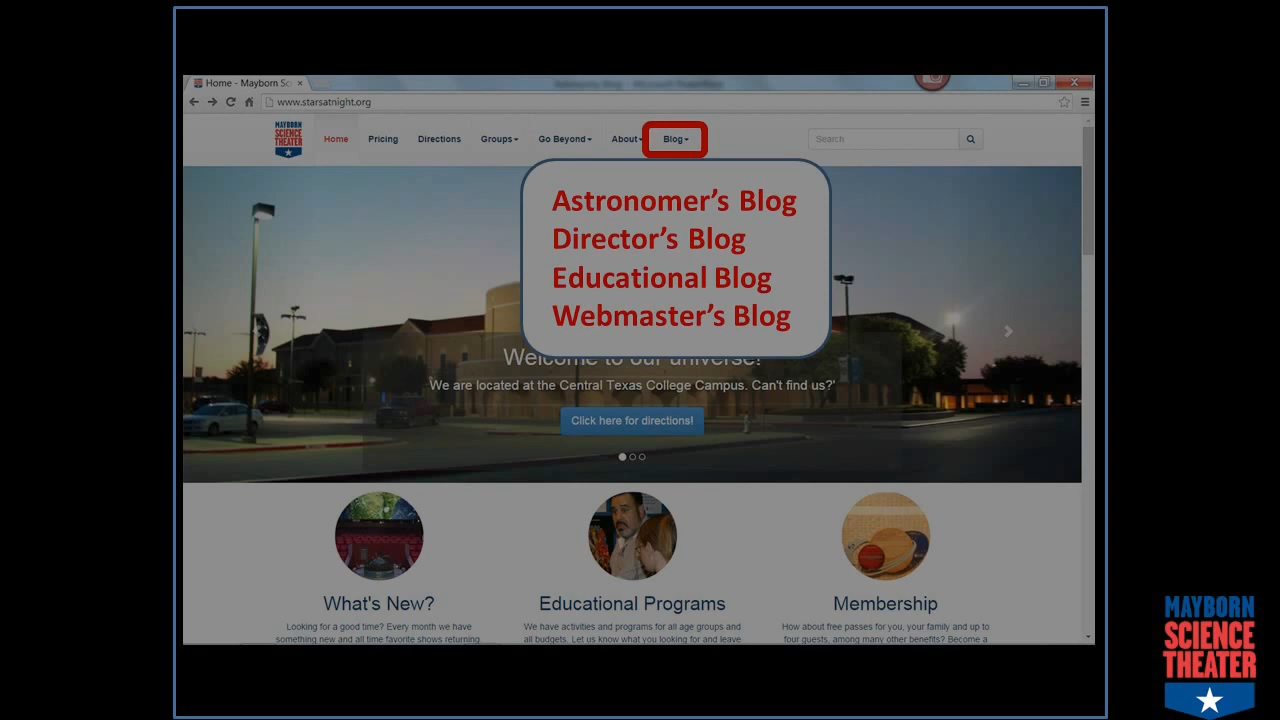 Home - Mayborn Sc
www.starsatnight.org
MAYBORN
SCIENCE
THEATER
Home
Pricing
Directions
Groups
Go Beyond
About
Blog
Search
Astronomer's Blog
Director's Blog
Educational Blog
Webmaster's Blog
Welcome to our universe!
We are located at the Central Texas College Campus. Can't find us?'
Click here for directions!
What's New?
Looking for a good time? Every month we have
something new and all time favorite shows returning
Educational Programs
We have activities and programs for all age groups and
all budgets. Let us know what you looking for and leave
Membership
How about free passes for you, your family and up to
four guests, among many other benefits? Become a
MAYBORN
SCIENCE
THEATER